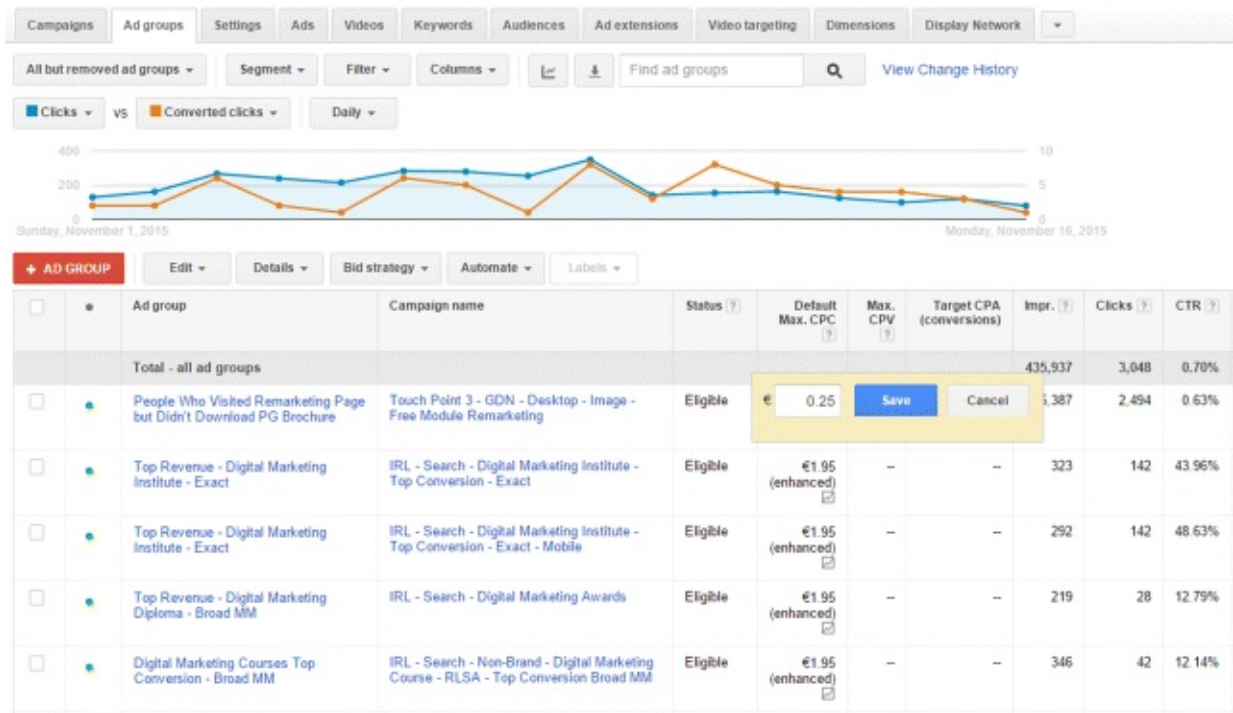 Campaigns Ad groups Settings Ads Videos Keywords Audiences Ad extensions Video targeting Dimensions Display Network
All but removed ad groups Segment Filter Columns Find ad groups View Change History
Clicks VS Converted clicks Daily
400 10
200 5
0 0
Sunday, November 1, 2015 Monday, November 16, 2015
+ AD GROUP Edit Details Bid strategy Automate Labels
Ad group Campaign name Status ? Default Max. Target CPA Impr. ? Clicks ? CTR ?
Max. CPC CPV (conversions)
? ?
Total - all ad groups 435,937 3,048 0.70%
People Who Visited Remarketing Page Touch Point 3 - GDN - Desktop - Image - Eligible € 0.25 Save Cancel 5,387 2,494 0.63%
but Didn't Download PG Brochure Free Module Remarketing
Top Revenue - Digital Marketing IRL - Search - Digital Marketing Institute - Eligible €1.95 -- -- 323 142 43.96%
Institute - Exact Top Conversion - Exact (enhanced)
Top Revenue - Digital Marketing IRL - Search - Digital Marketing Institute - Eligible €1.95 -- -- 292 142 48.63%
Institute - Exact Top Conversion - Exact - Mobile (enhanced)
Top Revenue - Digital Marketing IRL - Search - Digital Marketing Awards Eligible €1.95 -- -- 219 28 12.79%
Diploma - Broad MM (enhanced)
Digital Marketing Courses Top IRL - Search - Non-Brand - Digital Marketing Eligible €1.95 -- -- 346 42 12.14%
Conversion - Broad MM Course - RLSA - Top Conversion Broad MM (enhanced)